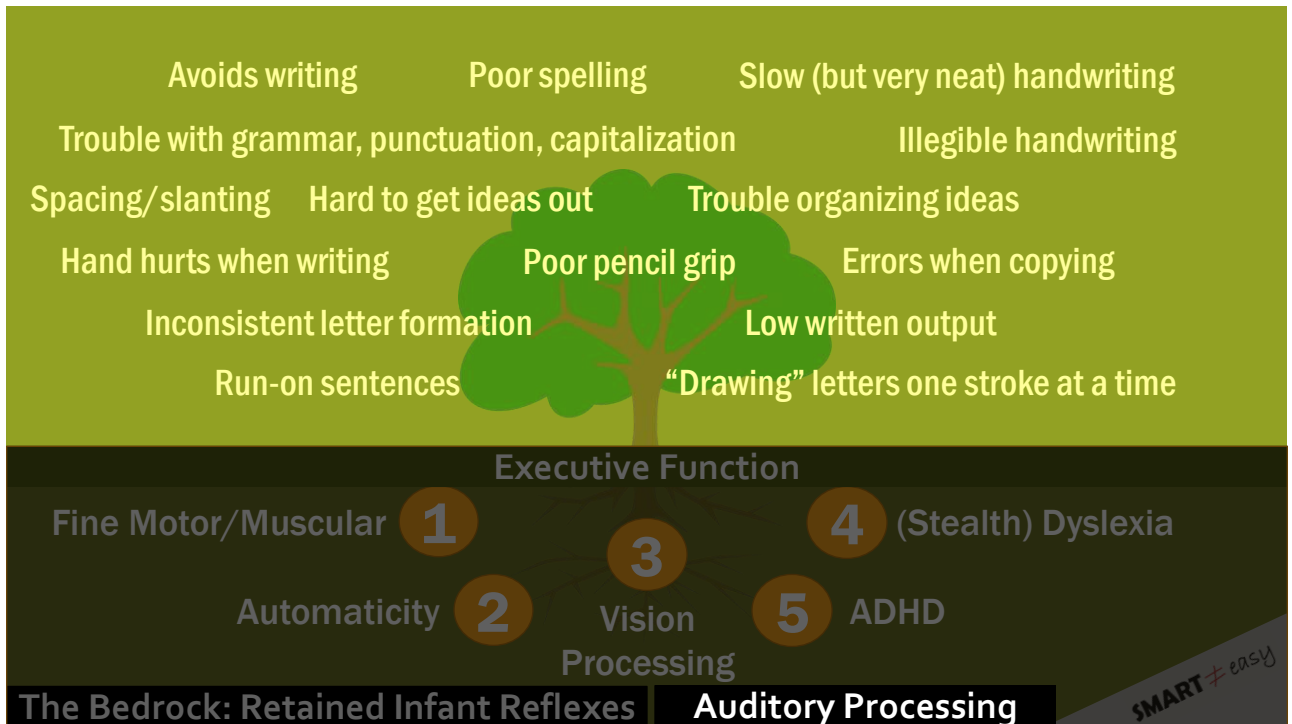 Avoids writing Poor spelling Slow (but very neat) handwriting
Trouble with grammar, punctuation, capitalization Illegible handwriting
Spacing/slanting Hard to get ideas out Trouble organizing ideas
Hand hurts when writing Poor pencil grip Errors when copying
Inconsistent letter formation Low written output
Run-on sentences “Drawing” letters one stroke at a time
Executive Function
Fine Motor/Muscular 1 4 (Stealth) Dyslexia
3
Automaticity 2 Vision 5 ADHD
Processing
SMART ≠ easy
The Bedrock: Retained Infant Reflexes Auditory Processing